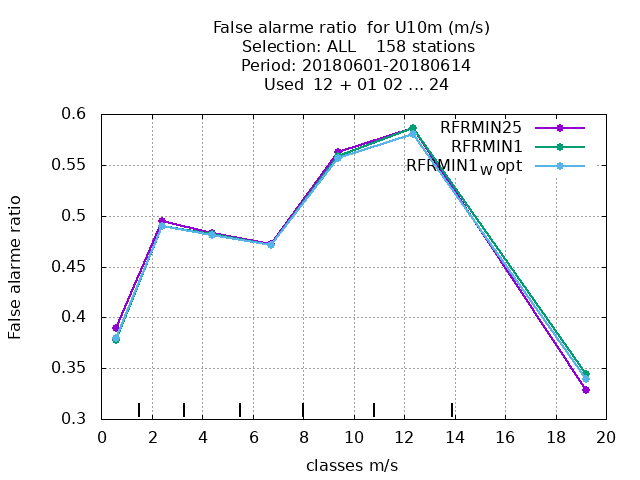 False alarme ratio  for U10m (m/s)
Selection: ALL    158 stations
Period: 20180601-20180614
Used  12 + 01 02 ... 24
RFRMIN25
RFRMIN1
RFRMIN1W opt
0.6
0.55
0.5
0.45
0.4
0.35
0.3
False alarme ratio
0 2 4 6 8 10 12 14 16 18 20
classes m/s